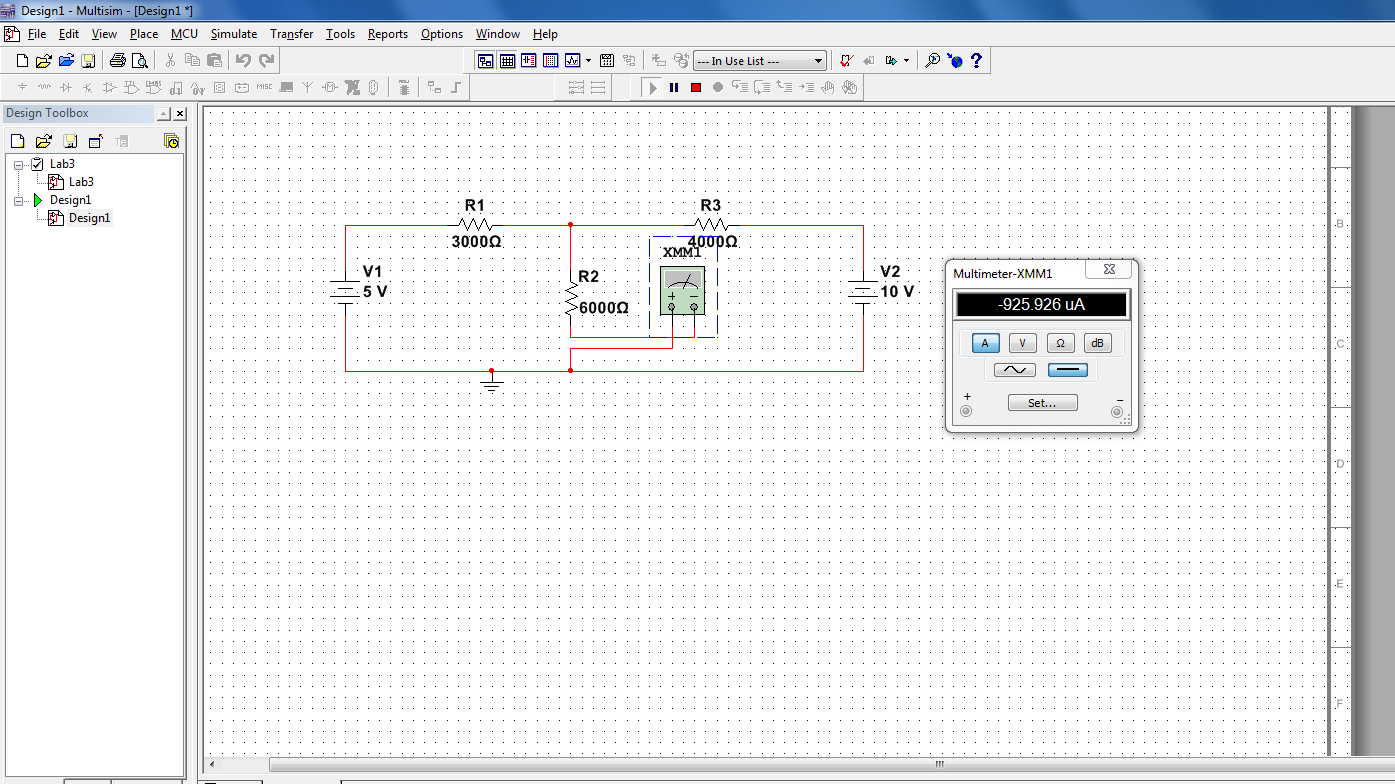 Design1 - Multisim - [Design1 *]
File Edit View Place MCU Simulate Transfer Tools Reports Options Window Help
--- In Use List ---
MISC
Design Toolbox
Lab3
Lab3
Design1
Design1
R1
3000Ω
R3
4000Ω
XMM1
V1
5 V
R2
6000Ω
V2
10 V
Multimeter-XMM1
-925.926 uA
A V Ω dB
Set...
+ –
B
C
D
E
F